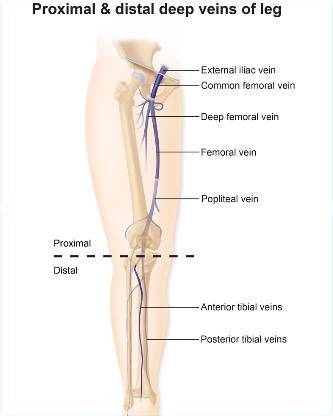 Proximal & distal deep veins of leg
External iliac vein
Common femoral vein
Deep femoral vein
Femoral vein
Popliteal vein
Proximal
Distal
Anterior tibial veins
Posterior tibial veins